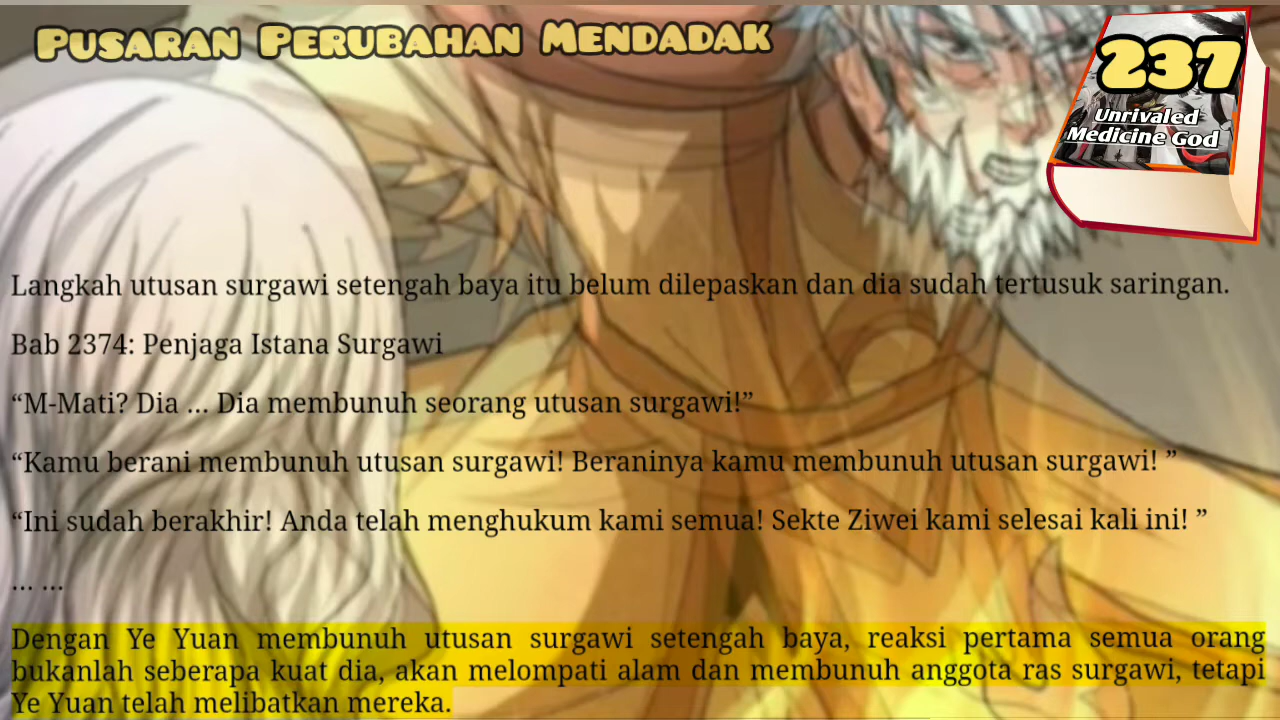 Pusaran Perubahan Mendadak
237
Unrivaled
Medicine God
Langkah utusan surgawi setengah baya itu belum dilepaskan dan dia sudah tertusuk saringan.
Bab 2374: Penjaga Istana Surgawi
“M-Mati? Dia ... Dia membunuh seorang utusan surgawi!”
“Kamu berani membunuh utusan surgawi! Beraninya kamu membunuh utusan surgawi! ”
“Ini sudah berakhir! Anda telah menghukum kami semua! Sekte Ziwei kami selesai kali ini! ”
... ...
Dengan Ye Yuan membunuh utusan surgawi setengah baya, reaksi pertama semua orang
bukanlah seberapa kuat dia, akan melompati alam dan membunuh anggota ras surgawi, tetapi
Ye Yuan telah melibatkan mereka.